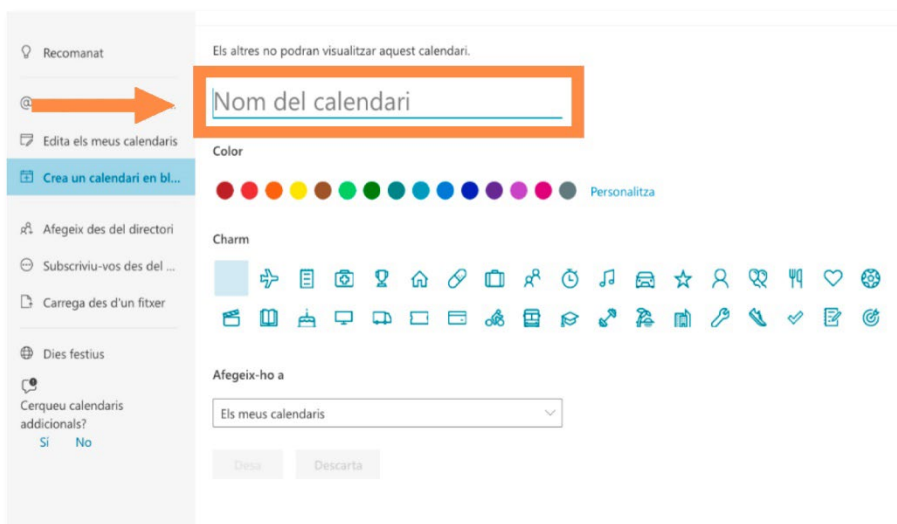 Recomanat
@
Edita els meus calendaris
Crea un calendari en bl...
Afegeix des del directori
Subscriviu-vos des del ...
Carrega des d'un fitxer
Dies festius
Cerqueu calendaris
addicionals?
Sí No
Els altres no podran visualitzar aquest calendari.
Nom del calendari
Color
Personalitza
Charm
Afegeix-ho a
Els meus calendaris
Desa Descarta